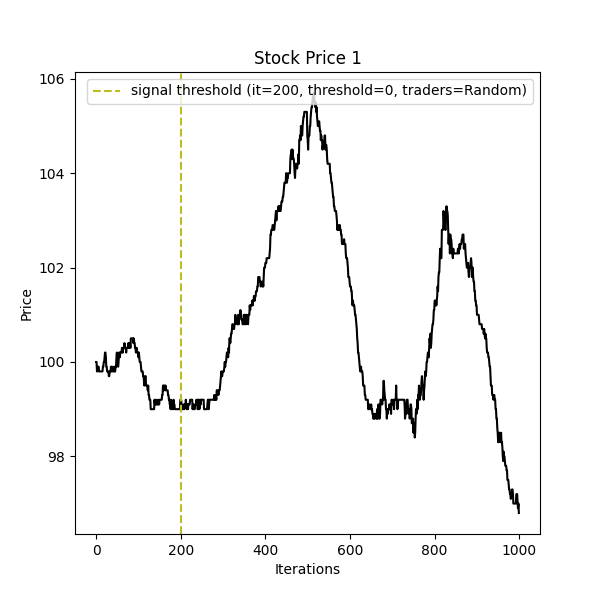 Stock Price 1
signal threshold (it=200, threshold=0, traders=Random)
106
104
102
100
98
Price
0 200 400 600 800 1000
Iterations